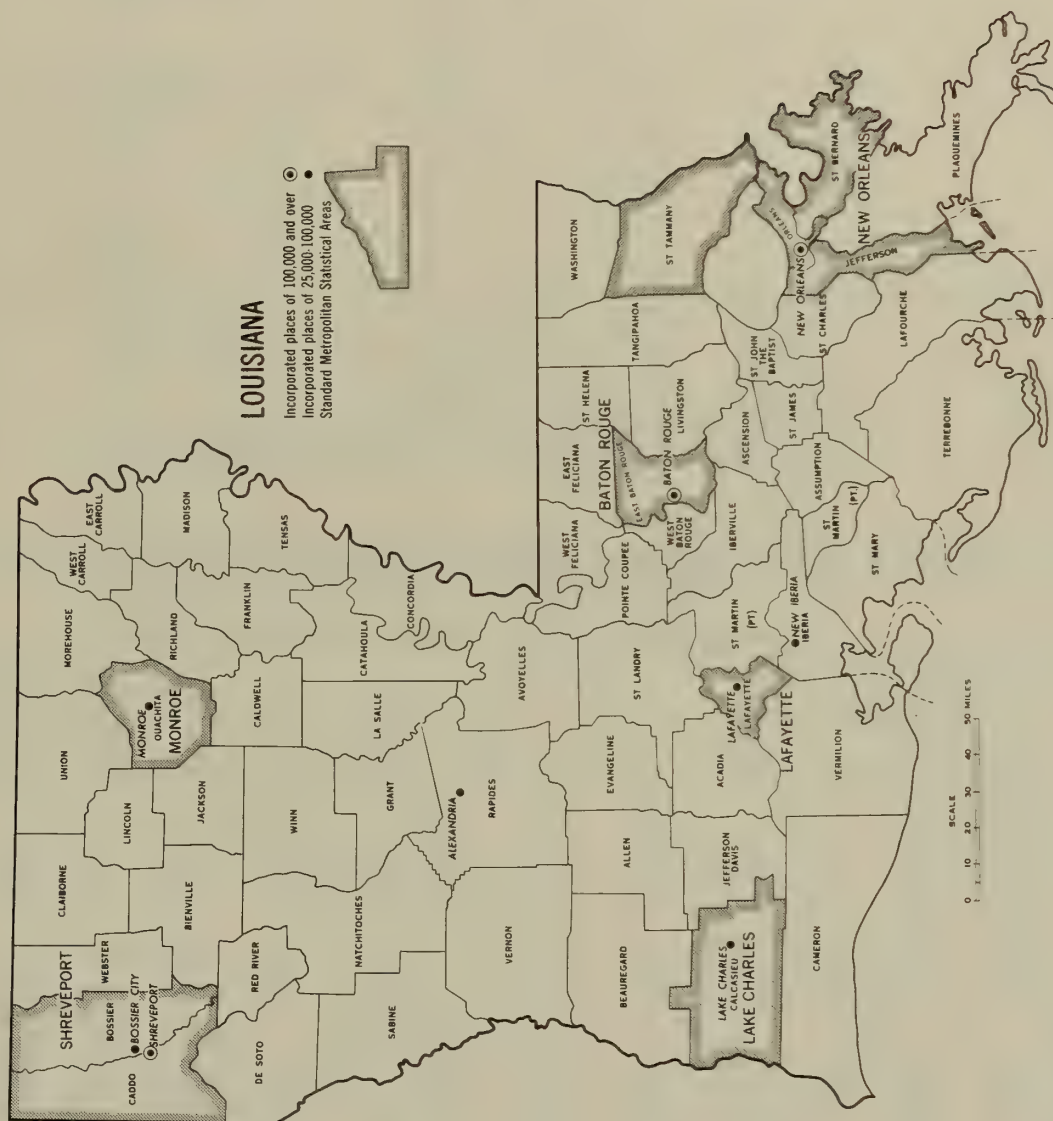 LOUISIANA
Incorporated places of 100,000 and over
Incorporated places of 25,000-100,000
Standard Metropolitan Statistical Areas
SHREVEPORT
CADDO
BOSSIER
BOSSIER CITY
SHREVEPORT
WEBSTER
CLAIBORNE
UNION
MOREHOUSE
WEST
CARROLL
EAST
CARROLL
LINCOLN
MONROE
OUACHITA
MONROE
RICHLAND
MADISON
BIENVILLE
JACKSON
DE SOTO
RED RIVER
CALDWELL
FRANKLIN
TENSAS
WINN
NATCHITOCHES
SABINE
GRANT
LA SALLE
CATAHOULA
CONCORDIA
ALEXANDRIA
RAPIDES
VERNON
AVOYELLES
BEAUREGARD
ALLEN
EVANGELINE
ST LANDRY
POINTE COUPEE
WEST
FELICIANA
EAST
FELICIANA
ST HELENA
TANGIPAHOA
WASHINGTON
BATON ROUGE
EAST BATON ROUGE
BATON ROUGE
WEST
BATON
ROUGE
LIVINGSTON
ST TAMMANY
LAKE CHARLES
CALCASIEU
LAKE CHARLES
JEFFERSON
DAVIS
ACADIA
LAFAYETTE
LAFAYETTE
LAFAYETTE
ST MARTIN
(PT)
IBERVILLE
ASCENSION
ST JOHN
THE
BAPTIST
ST JAMES
ST CHARLES
NEW ORLEANS
ORLEANS
ST BERNARD
NEW ORLEANS
JEFFERSON
PLAQUEMINES
CAMERON
VERMILION
NEW IBERIA
IBERIA
ST MARTIN
(PT.)
ASSUMPTION
ST MARY
TERREBONNE
LAFOURCHE
SCALE
0 10 20 30 40 50 MILES